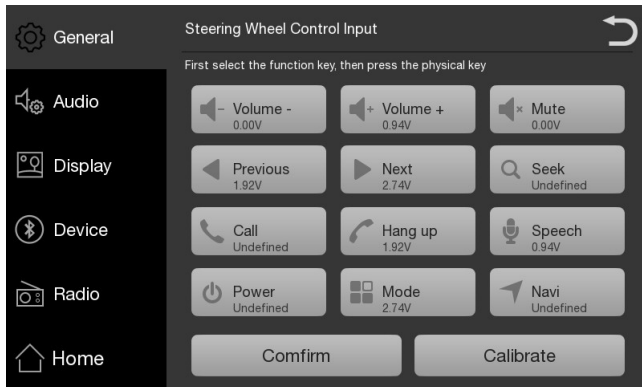 General
Audio
Display
Device
Radio
Home
Steering Wheel Control Input
First select the function key, then press the physical key
Volume -
0.00V
Volume +
0.94V
Mute
0.00V
Previous
1.92V
Next
2.74V
Seek
Undefined
Call
Undefined
Hang up
1.92V
Speech
0.94V
Power
Undefined
Mode
2.74V
Navi
Undefined
Comfirm
Calibrate